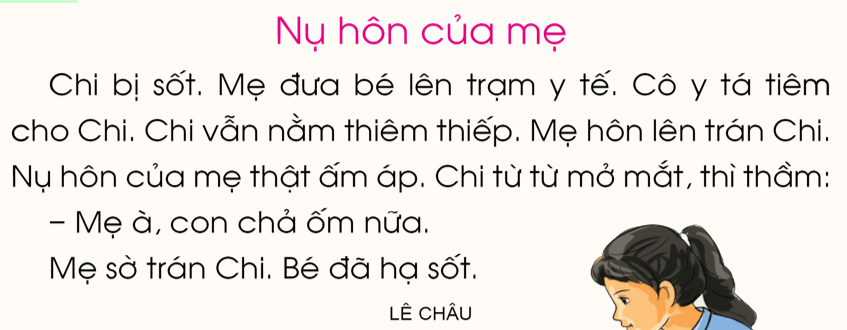 Nụ hôn của mẹ
Chi bị sốt. Mẹ đưa bé lên trạm y tế. Cô y tá tiêm
cho Chi. Chi vẫn nằm thiêm thiếp. Mẹ hôn lên trán Chi.
Nụ hôn của mẹ thật ấm áp. Chi từ từ mở mắt, thì thầm:
– Mẹ à, con chả ốm nữa.
Mẹ sờ trán Chi. Bé đã hạ sốt.
LÊ CHÂU